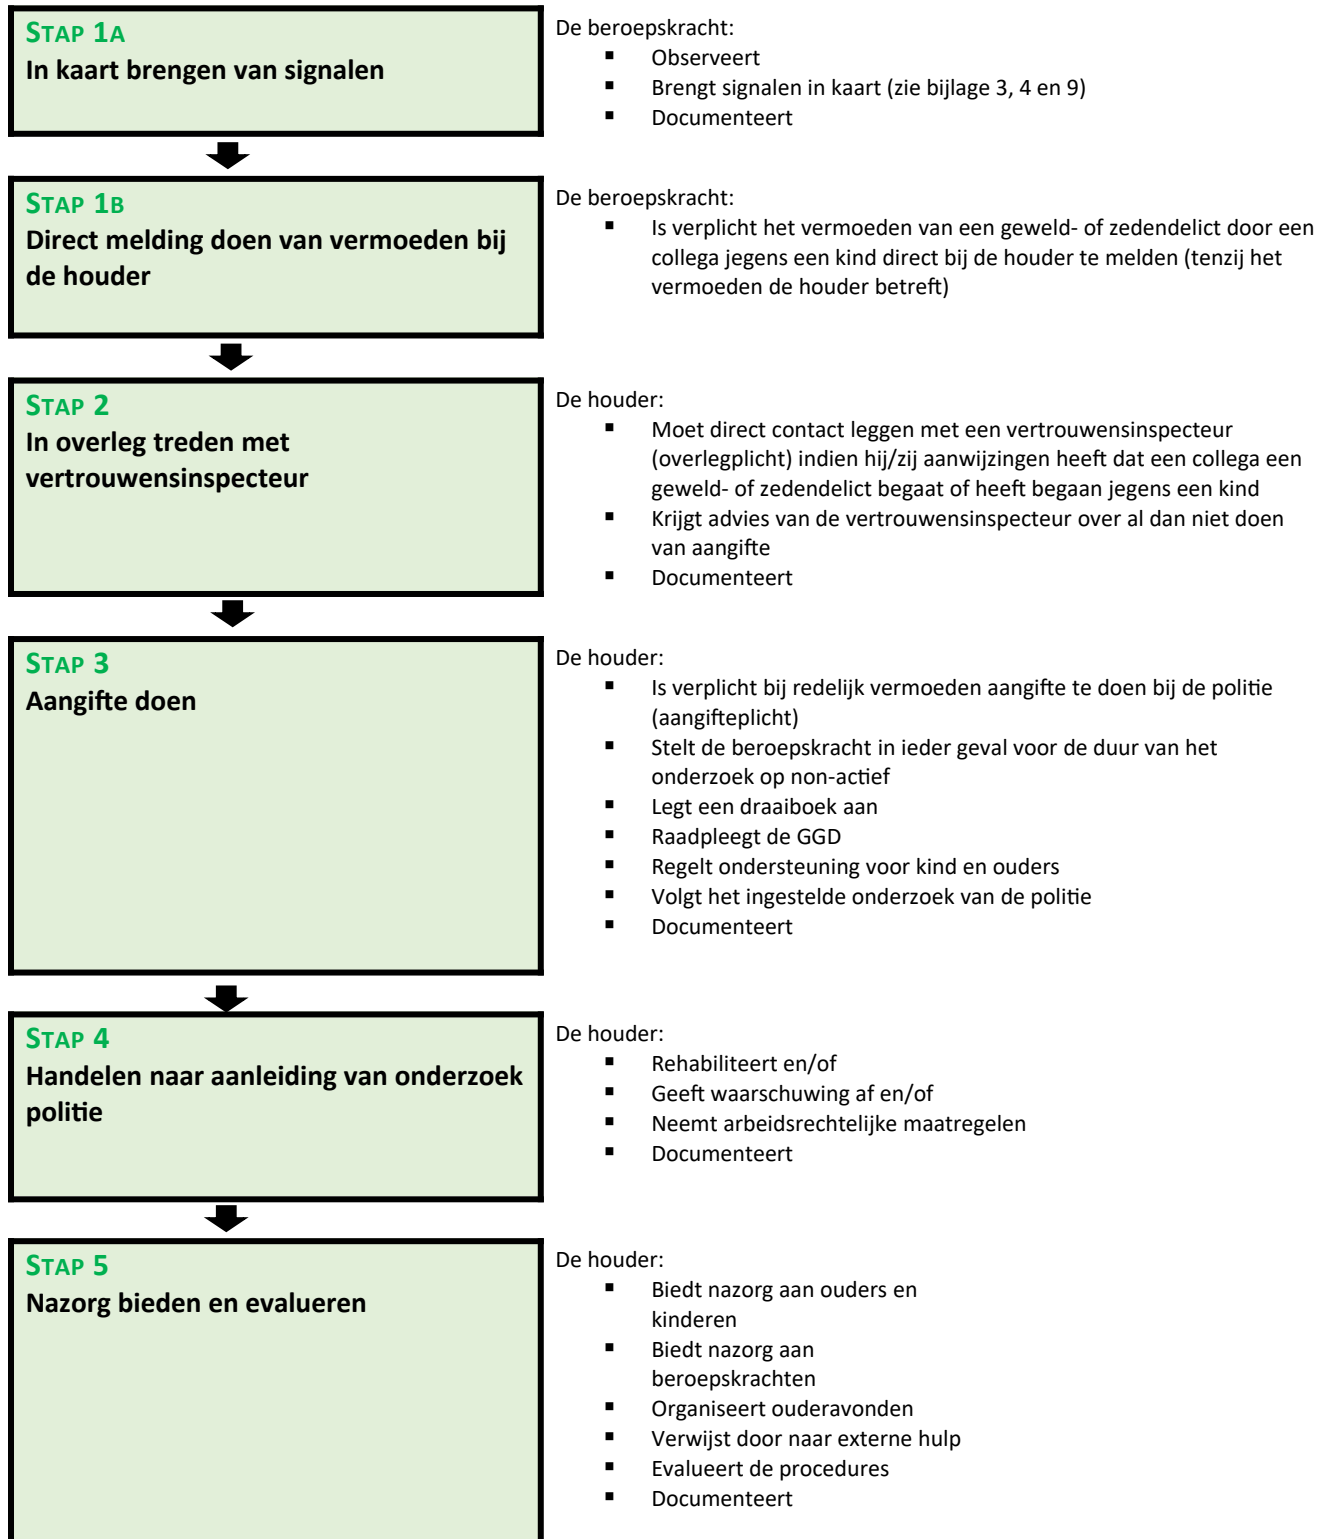 STAP 1A
In kaart brengen van signalen
De beroepskracht:
▪ Observeert
▪ Brengt signalen in kaart (zie bijlage 3, 4 en 9)
▪ Documenteert
STAP 1B
Direct melding doen van vermoeden bij
de houder
De beroepskracht:
▪ Is verplicht het vermoeden van een geweld- of zedendelict door een
collega jegens een kind direct bij de houder te melden (tenzij het
vermoeden de houder betreft)
STAP 2
In overleg treden met
vertrouwensinspecteur
De houder:
▪ Moet direct contact leggen met een vertrouwensinspecteur
(overlegplicht) indien hij/zij aanwijzingen heeft dat een collega een
geweld- of zedendelict begaat of heeft begaan jegens een kind
▪ Krijgt advies van de vertrouwensinspecteur over al dan niet doen
van aangifte
▪ Documenteert
STAP 3
Aangifte doen
De houder:
▪ Is verplicht bij redelijk vermoeden aangifte te doen bij de politie
(aangifteplicht)
▪ Stelt de beroepskracht in ieder geval voor de duur van het
onderzoek op non-actief
▪ Legt een draaiboek aan
▪ Raadpleegt de GGD
▪ Regelt ondersteuning voor kind en ouders
▪ Volgt het ingestelde onderzoek van de politie
▪ Documenteert
STAP 4
Handelen naar aanleiding van onderzoek
politie
De houder:
▪ Rehabiliteert en/of
▪ Geeft waarschuwing af en/of
▪ Neemt arbeidsrechtelijke maatregelen
▪ Documenteert
STAP 5
Nazorg bieden en evalueren
De houder:
▪ Biedt nazorg aan ouders en
kinderen
▪ Biedt nazorg aan
beroepskrachten
▪ Organiseert ouderavonden
▪ Verwijst door naar externe hulp
▪ Evalueert de procedures
▪ Documenteert